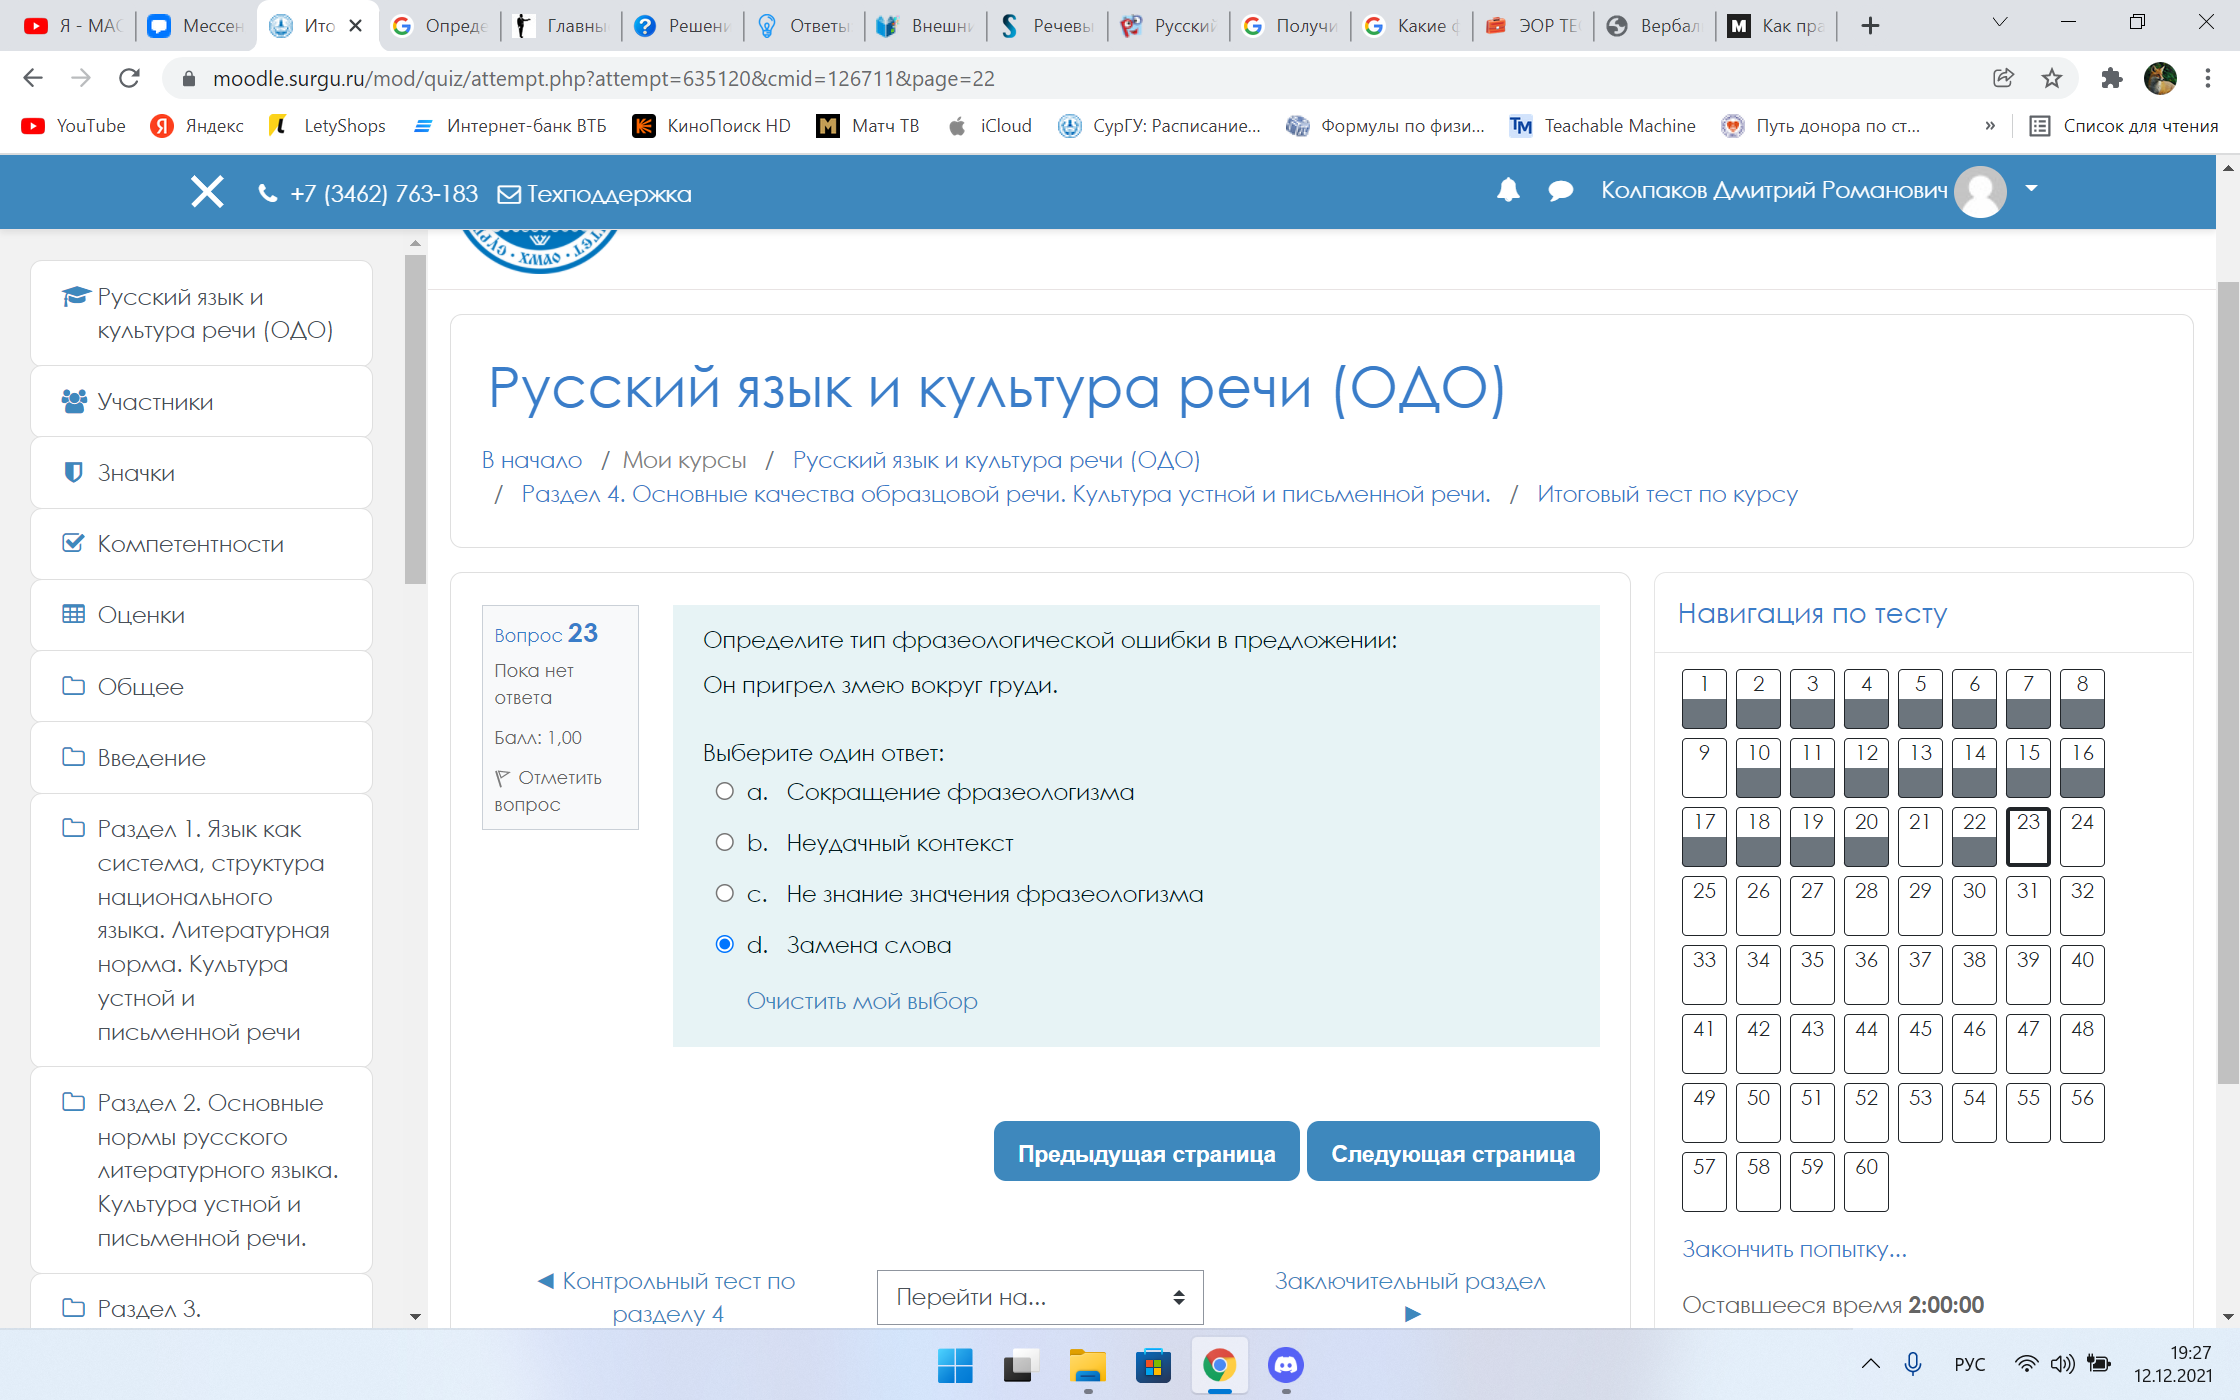 Я - МАС
Мессен
Ито
Опреде
Главны
Решени
Ответы
Внешни
Речевы
Русский
Получи
Какие ф
ЭОР ТЕ
Вербал
Как пра
moodle.surgu.ru/mod/quiz/attempt.php?attempt=635120&cmid=126711&page=22
YouTube
Яндекс
LetyShops
Интернет-банк ВТБ
КиноПоиск HD
Матч ТВ
iCloud
СурГУ: Расписание...
Формулы по физи...
Teachable Machine
Путь донора по ст...
»
Список для чтения
+7 (3462) 763-183
Техподдержка
Колпаков Дмитрий Романович
Русский язык и
культура речи (ОДО)
Участники
Значки
Компетентности
Оценки
Общее
Введение
Раздел 1. Язык как
система, структура
национального
языка. Литературная
норма. Культура
устной и
письменной речи
Раздел 2. Основные
нормы русского
литературного языка.
Культура устной и
письменной речи.
Раздел 3.
Русский язык и культура речи (ОДО)
В начало / Мои курсы / Русский язык и культура речи (ОДО)
/ Раздел 4. Основные качества образцовой речи. Культура устной и письменной речи. / Итоговый тест по курсу
Вопрос 23
Пока нет
ответа
Балл: 1,00
Отметить
вопрос
Определите тип фразеологической ошибки в предложении:
Он пригрел змею вокруг груди.
Выберите один ответ:
a. Сокращение фразеологизма
b. Неудачный контекст
c. Не знание значения фразеологизма
d. Замена слова
Очистить мой выбор
Предыдущая страница
Следующая страница
◄ Контрольный тест по
разделу 4
Перейти на...
Заключительный раздел
►
Навигация по тесту
1 2 3 4 5 6 7 8
9 10 11 12 13 14 15 16
17 18 19 20 21 22 23 24
25 26 27 28 29 30 31 32
33 34 35 36 37 38 39 40
41 42 43 44 45 46 47 48
49 50 51 52 53 54 55 56
57 58 59 60
Закончить попытку...
Оставшееся время 2:00:00
РУС
19:27
12.12.2021